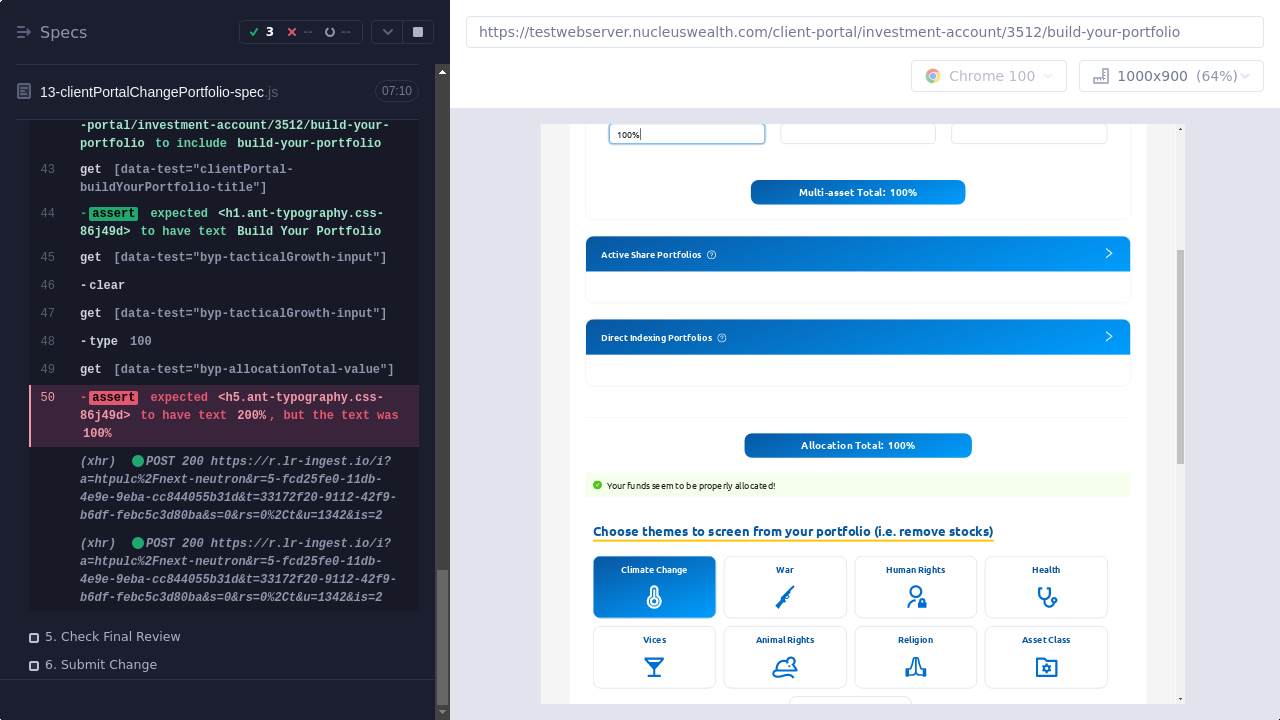 Specs
3
--
--
https://testwebserver.nucleuswealth.com/client-portal/investment-account/3512/build-your-portfolio
Chrome 100
1000x900 (64%)
13-clientPortalChangePortfolio-spec.js
07:10
-portal/investment-account/3512/build-your-
portfolio to include build-your-portfolio
43 get [data-test="clientPortal-
buildYourPortfolio-title"]
44 -assert expected <h1.ant-typography.css-
86j49d> to have text Build Your Portfolio
45 get [data-test="byp-tacticalGrowth-input"]
46 -clear
47 get [data-test="byp-tacticalGrowth-input"]
48 -type 100
49 get [data-test="byp-allocationTotal-value"]
50 -assert expected <h5.ant-typography.css-
86j49d> to have text 200%, but the text was
100%
(xhr) POST 200 https://r.lr-ingest.io/i?
a=htpulc%2Fnext-neutron&r=5-fcd25fe0-11db-
4e9e-9eba-cc844055b31d&t=33172f20-9112-42f9-
b6df-febc5c3d80ba&s=0&rs=0%2Ct&u=1342&is=2
(xhr) POST 200 https://r.lr-ingest.io/i?
a=htpulc%2Fnext-neutron&r=5-fcd25fe0-11db-
4e9e-9eba-cc844055b31d&t=33172f20-9112-42f9-
b6df-febc5c3d80ba&s=0&rs=0%2Ct&u=1342&is=2
5. Check Final Review
6. Submit Change
100%
Multi-asset Total: 100%
Active Share Portfolios
Direct Indexing Portfolios
Allocation Total: 100%
Your funds seem to be properly allocated!
Choose themes to screen from your portfolio (i.e. remove stocks)
Climate Change
War
Human Rights
Health
Vices
Animal Rights
Religion
Asset Class